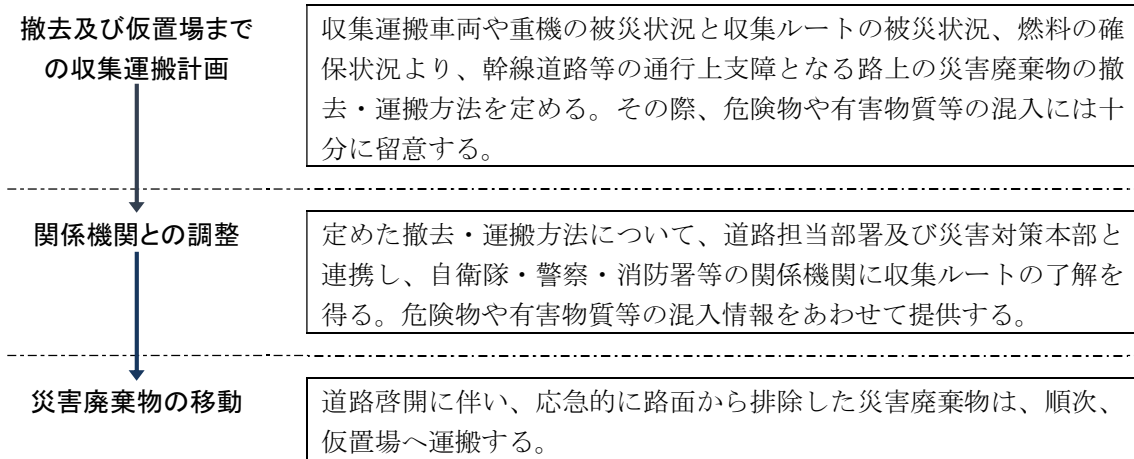 撤去及び仮置場まで
の収集運搬計画
収集運搬車両や重機の被災状況と収集ルートの被災状況、燃料の確
保状況より、幹線道路等の通行上支障となる路上の災害廃棄物の撤
去・運搬方法を定める。その際、危険物や有害物質等の混入には十
分に留意する。
関係機関との調整
定めた撤去・運搬方法について、道路担当部署及び災害対策本部と
連携し、自衛隊・警察・消防署等の関係機関に収集ルートの了解を
得る。危険物や有害物質等の混入情報をあわせて提供する。
災害廃棄物の移動
道路啓開に伴い、応急的に路面から排除した災害廃棄物は、順次、
仮置場へ運搬する。